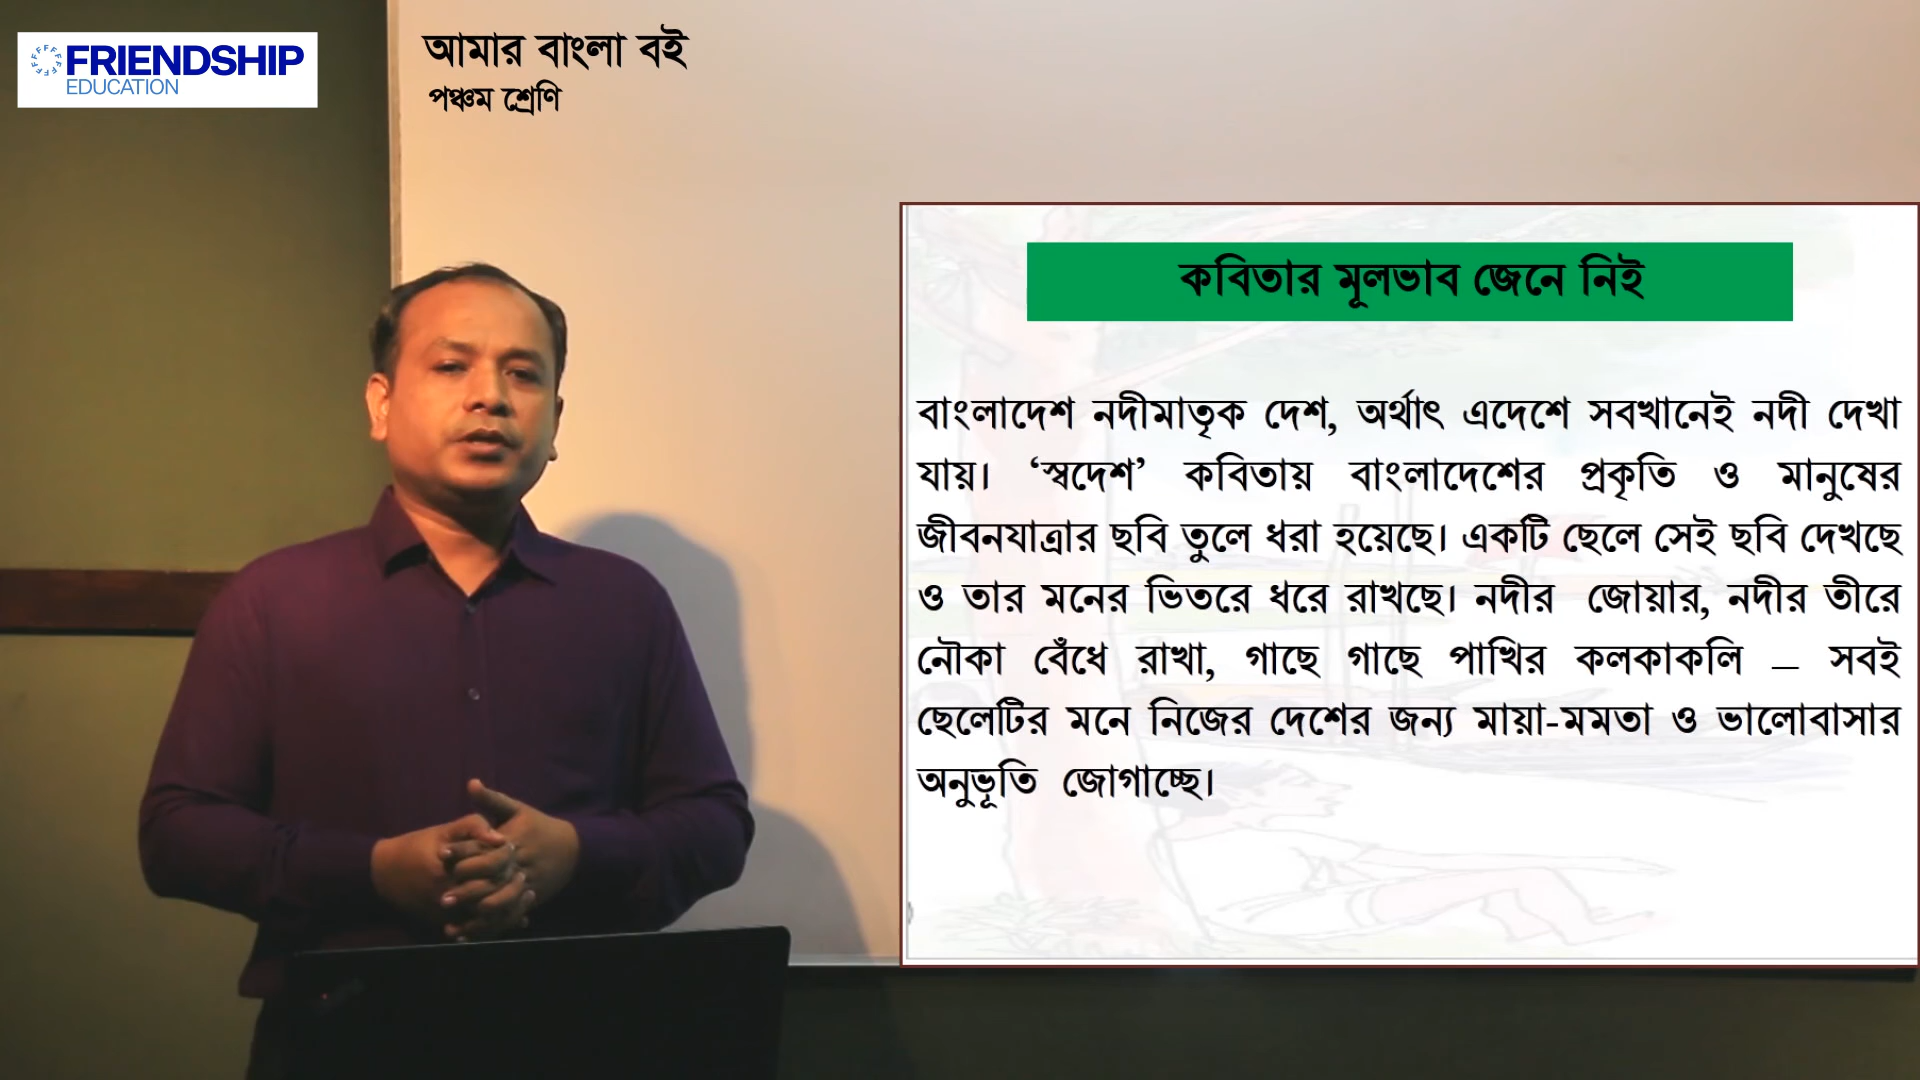 FRIENDSHIP
EDUCATION
আমার বাংলা বই
পঞ্চম শ্রেণি
কবিতার মূলভাব জেনে নিই
বাংলাদেশ নদীমাতৃক দেশ, অর্থাৎ এদেশে সবখানেই নদী দেখা
যায়। ‘স্বদেশ’ কবিতায় বাংলাদেশের প্রকৃতি ও মানুষের
জীবনযাত্রার ছবি তুলে ধরা হয়েছে। একটি ছেলে সেই ছবি দেখছে
ও তার মনের ভিতরে ধরে রাখছে। নদীর জোয়ার, নদীর তীরে
নৌকা বেঁধে রাখা, গাছে গাছে পাখির কলকাকলি – সবই
ছেলেটির মনে নিজের দেশের জন্য মায়া-মমতা ও ভালোবাসার
অনুভূতি জোগাচ্ছে।